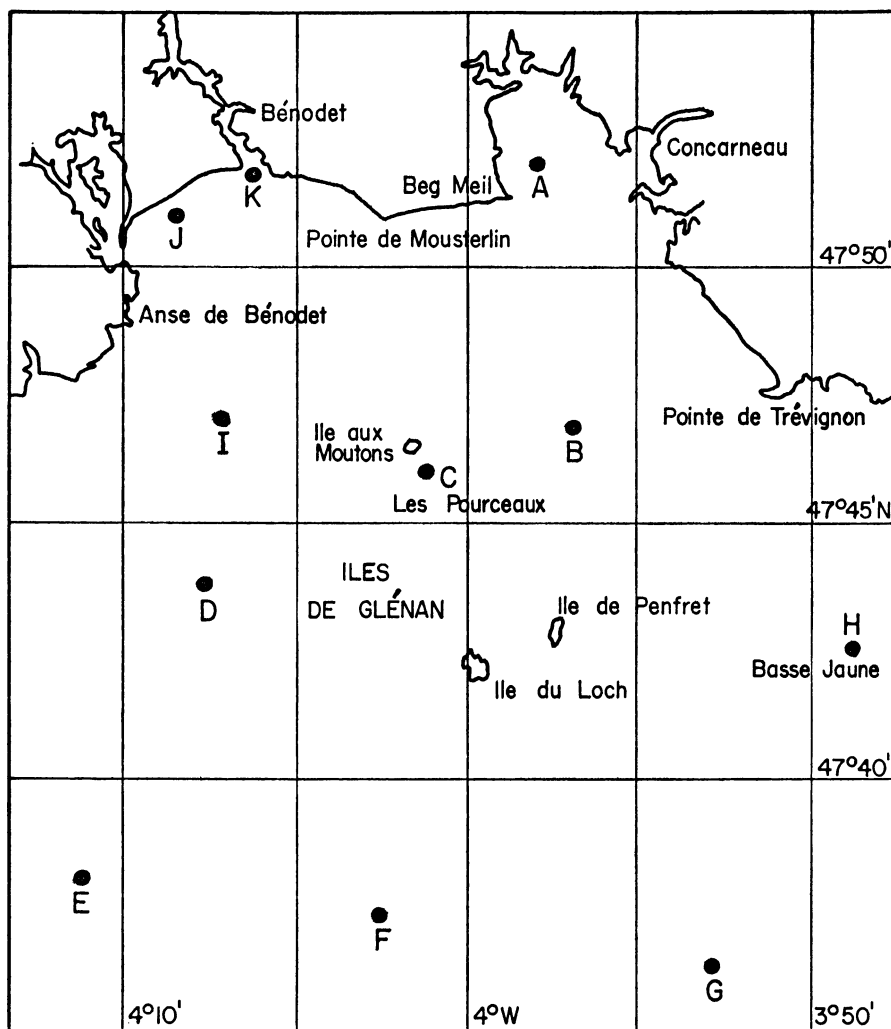 Bénodet
Concarneau
Beg Meil
A
K
J
Pointe de Mousterlin
47°50'
Anse de Bénodet
Pointe de Trévignon
I
Ile aux
Moutons
B
C
Les Pourceaux
47°45'N
ILES
DE GLÉNAN
D
Ile de Penfret
H
Basse Jaune
Ile du Loch
47°40'
E
F
G
4°10'
4°W
3°50'